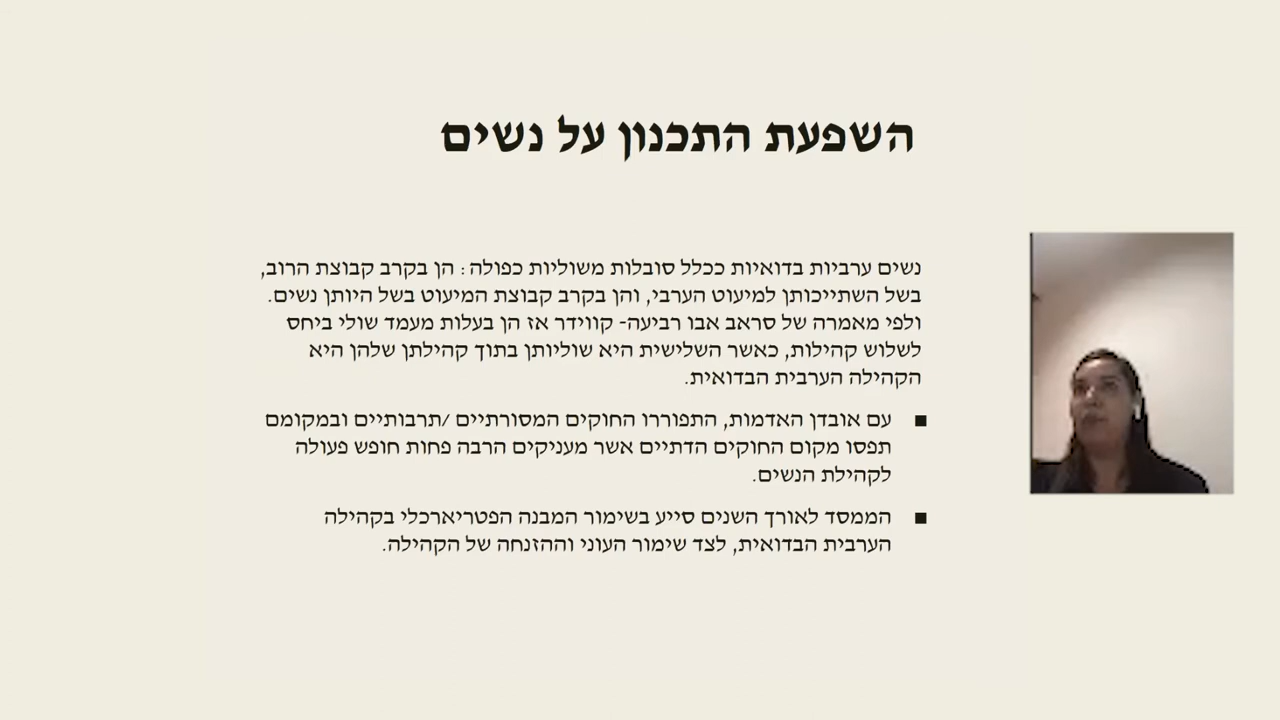 השפעת התכנון על נשים
נשים ערביות בדואיות ככלל סובלות משוליות כפולה: הן בקרב קבוצת הרוב,
בשל השתייכותן למיעוט הערבי, והן בקרב קבוצת המיעוט בשל היותן נשים.
ולפי מאמרה של סראב אבו רביעה- קווידר אז הן בעלות מעמד שולי ביחס
לשלוש קהילות, כאשר השלישית היא שוליותן בתוך קהילתן שלהן היא
הקהילה הערבית הבדואית.
■ עם אובדן האדמות, התפוררו החוקים המסורתיים /תרבותיים ובמקומם
תפסו מקום החוקים הדתיים אשר מעניקים הרבה פחות חופש פעולה
לקהילת הנשים.
■ הממסד לאורך השנים סייע בשימור המבנה הפטריארכלי בקהילה
הערבית הבדואית, לצד שימור העוני וההזנחה של הקהילה.